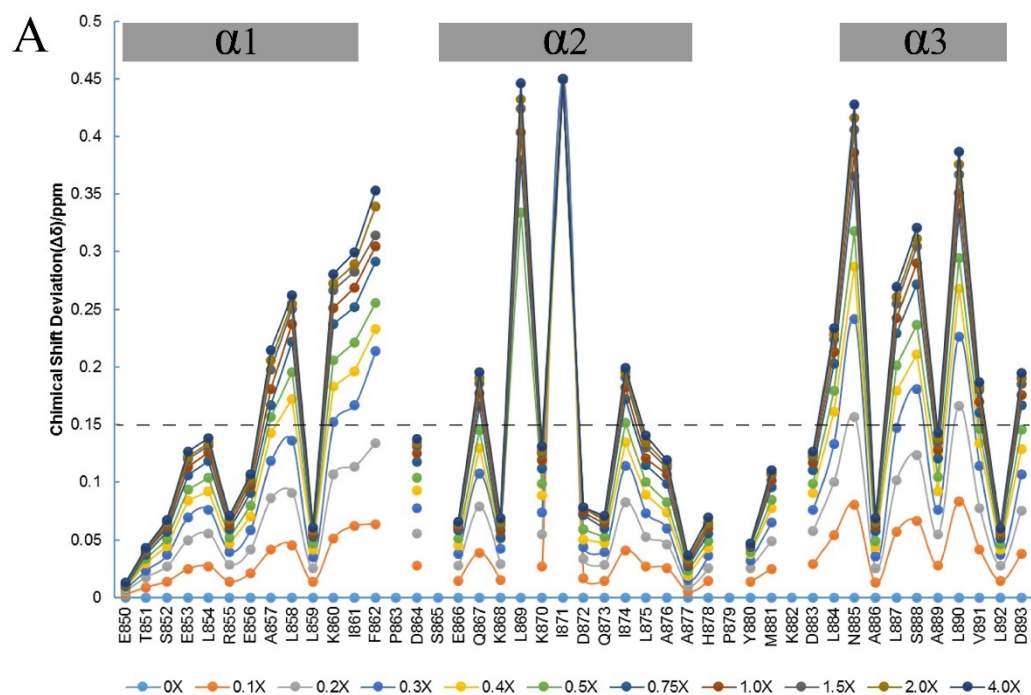 A
α1 α2 α3
Chimical Shift Deviation(Δδ)/ppm
0.5
0.45
0.4
0.35
0.3
0.25
0.2
0.15
0.1
0.05
0
E850 T851 S852 E853 L854 R855 E856 A857 L858 L859 K860 I861 F862 P863 D864 S865 E866 Q867 K868 L869 K870 I871 D872 Q873 I874 L875 A876 A877 H878 P879 Y880 M881 K882 D883 L884 N885 A886 L887 S888 A889 L890 V891 L892 D893
0X 0.1X 0.2X 0.3X 0.4X 0.5X 0.75X 1.0X 1.5X 2.0X 4.0X